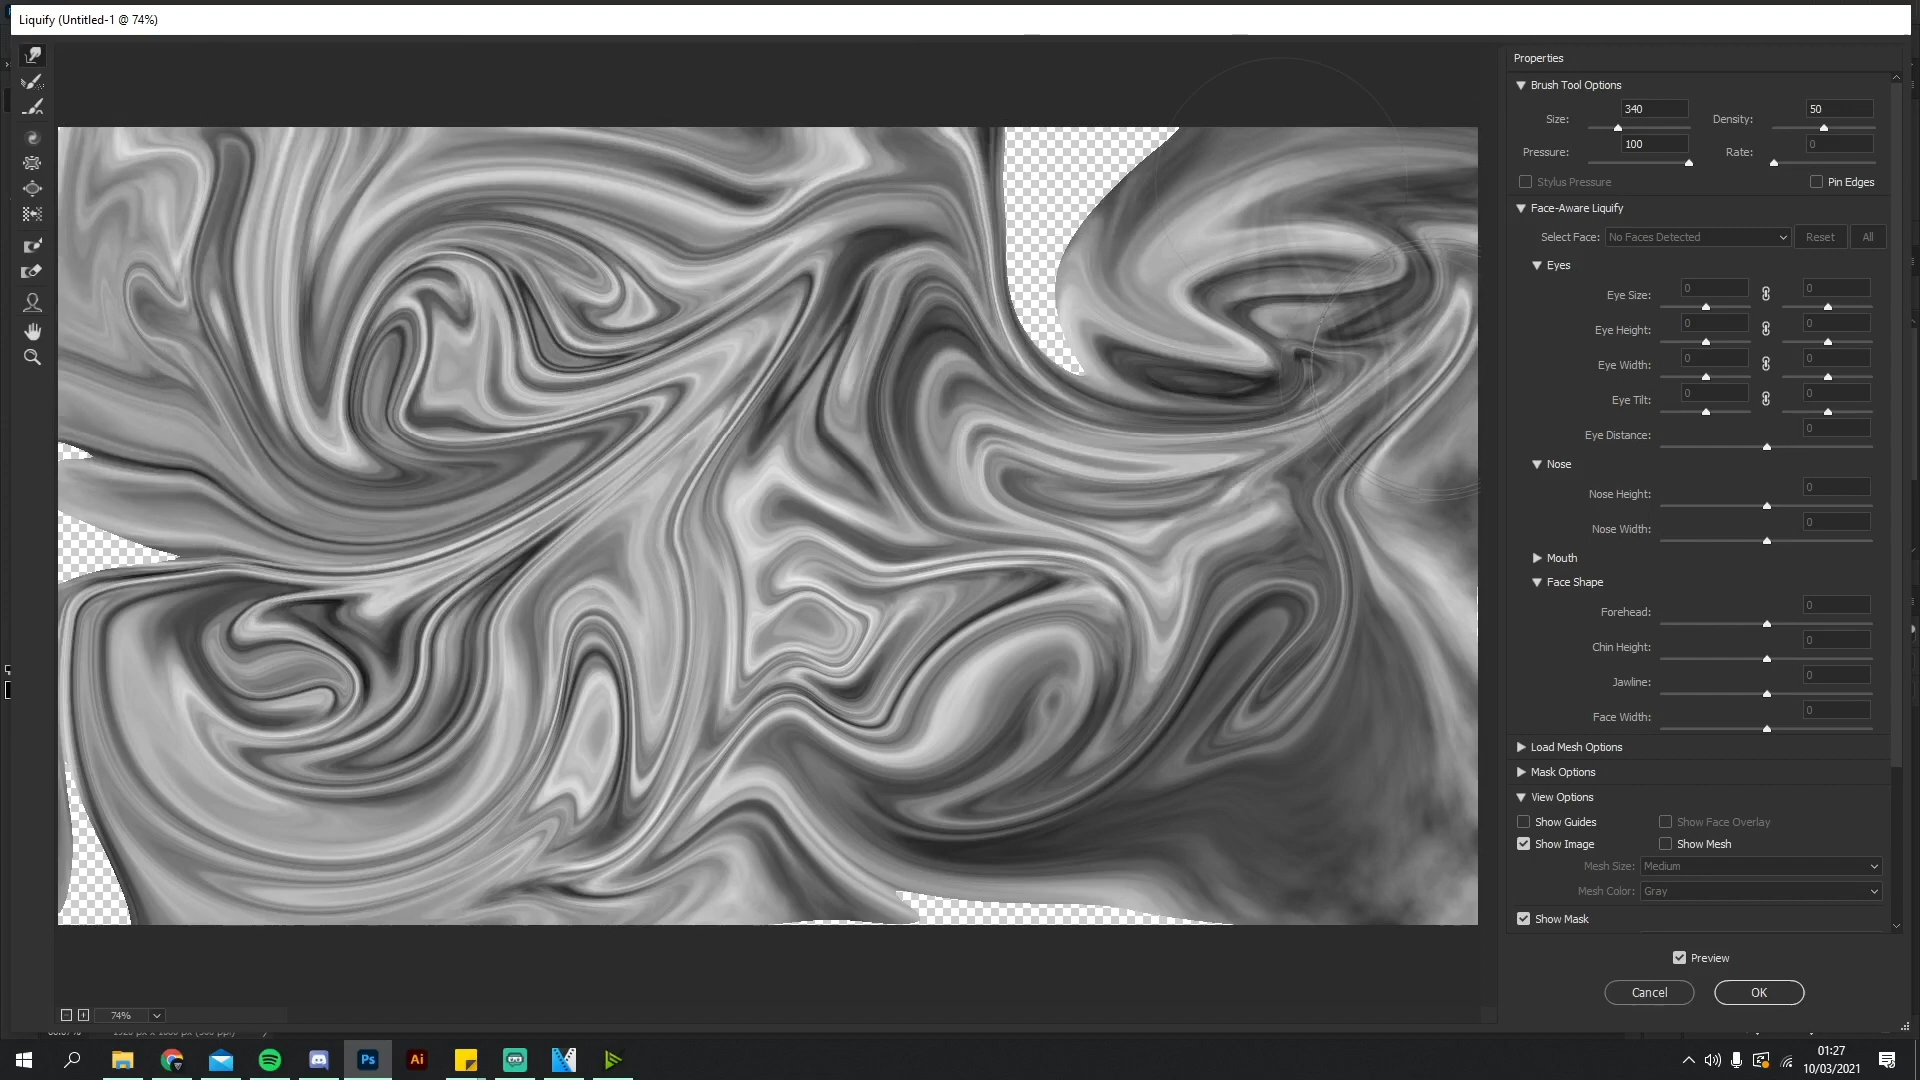 Liquify (Untitled-1 @ 74%)
Properties
Brush Tool Options
Size: 340 Density: 50
Pressure: 100 Rate: 0
Stylus Pressure Pin Edges
Face-Aware Liquify
Select Face: No Faces Detected Reset All
Eyes
Eye Size: 0 0
Eye Height: 0 0
Eye Width: 0 0
Eye Tilt: 0 0
Eye Distance: 0
Nose
Nose Height: 0
Nose Width: 0
Mouth
Face Shape
Forehead: 0
Chin Height: 0
Jawline: 0
Face Width: 0
Load Mesh Options
Mask Options
View Options
Show Guides Show Face Overlay
Show Image Show Mesh
Mesh Size: Medium
Mesh Color: Gray
Show Mask
Preview
Cancel OK
74%
Ps Ai
01:27
10/03/2021